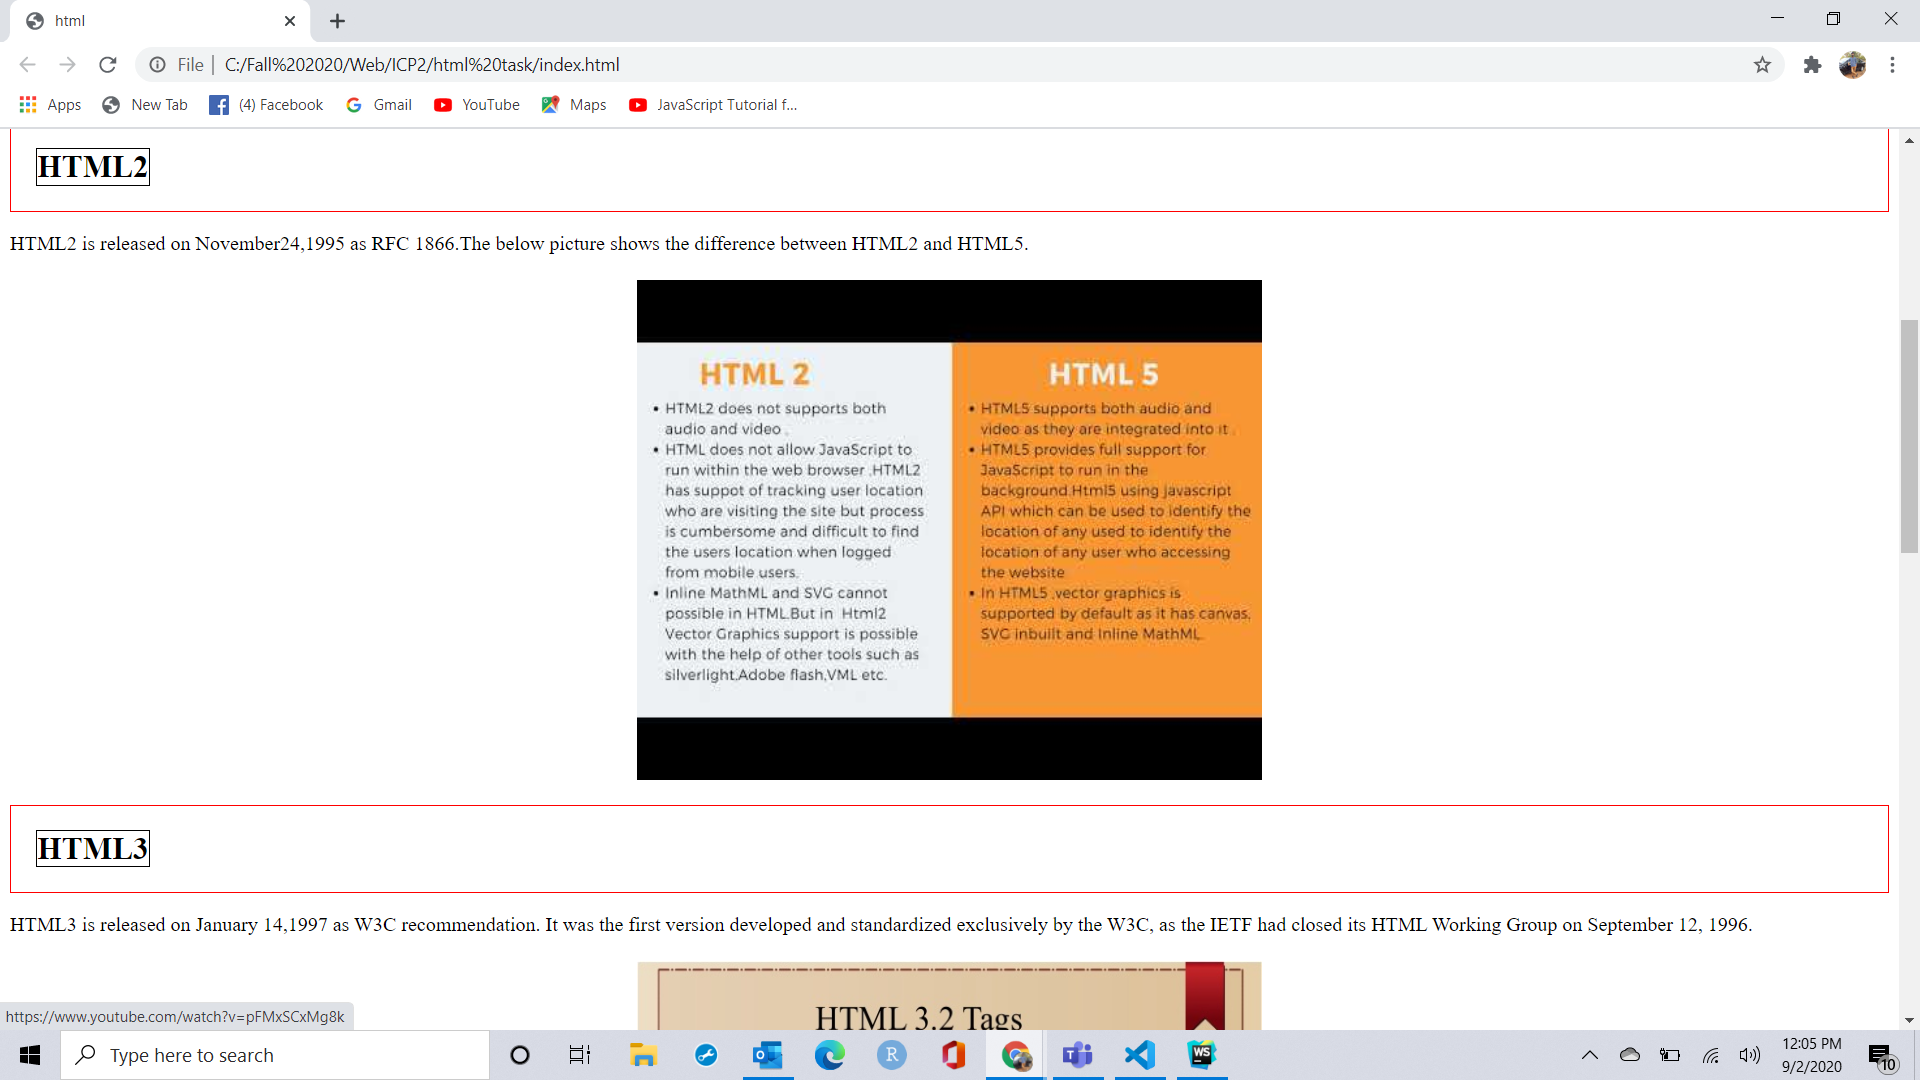 html
File | C:/Fall%202020/Web/ICP2/html%20task/index.html
Apps New Tab (4) Facebook Gmail YouTube Maps JavaScript Tutorial f...
HTML2
HTML2 is released on November24,1995 as RFC 1866.The below picture shows the difference between HTML2 and HTML5.
HTML 2
• HTML2 does not supports both
audio and video .
• HTML does not allow JavaScript to
run within the web browser .HTML2
has suppot of tracking user location
who are visiting the site but process
is cumbersome and difficult to find
the users location when logged
from mobile users.
• Inline MathML and SVG cannot
possible in HTML.But in Html2
Vector Graphics support is possible
with the help of other tools such as
silverlight,Adobe flash,VML etc.
HTML 5
• HTML5 supports both audio and
video as they are integrated into it .
• HTML5 provides full support for
JavaScript to run in the
background.Html5 using javascript
API which can be used to identify the
location of any used to identify the
location of any user who accessing
the website
• In HTML5 ,vector graphics is
supported by default as it has canvas,
SVG inbuilt and Inline MathML.
HTML3
HTML3 is released on January 14,1997 as W3C recommendation. It was the first version developed and standardized exclusively by the W3C, as the IETF had closed its HTML Working Group on September 12, 1996.
HTML 3.2 Tags
https://www.youtube.com/watch?v=pFMxSCxMg8k
Type here to search
R
WS
12:05 PM
9/2/2020
10